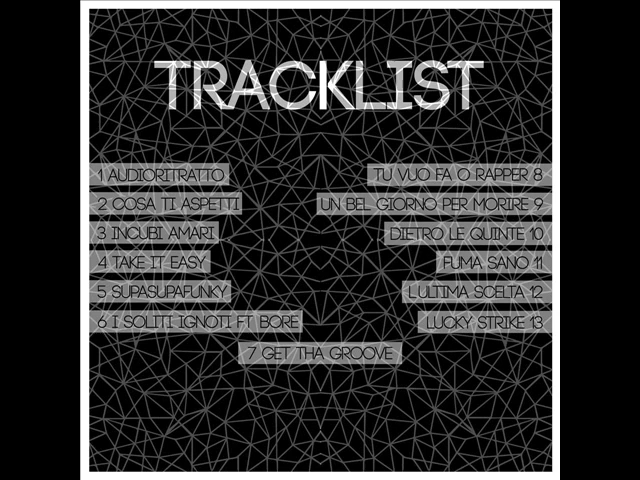 TRACKLIST
1 AUDIORITRATTO
2 COSA TI ASPETTI
3 INCUBI AMARI
4 TAKE IT EASY
5 SUPASUPAFUNKY
6 I SOLITI IGNOTI FT BORE
7 GET THA GROOVE
TU VUO FA O RAPPER 8
UN BEL GIORNO PER MORIRE 9
DIETRO LE QUINTE 10
FUMA SANO 11
L'ULTIMA SCELTA 12
LUCKY STRIKE 13